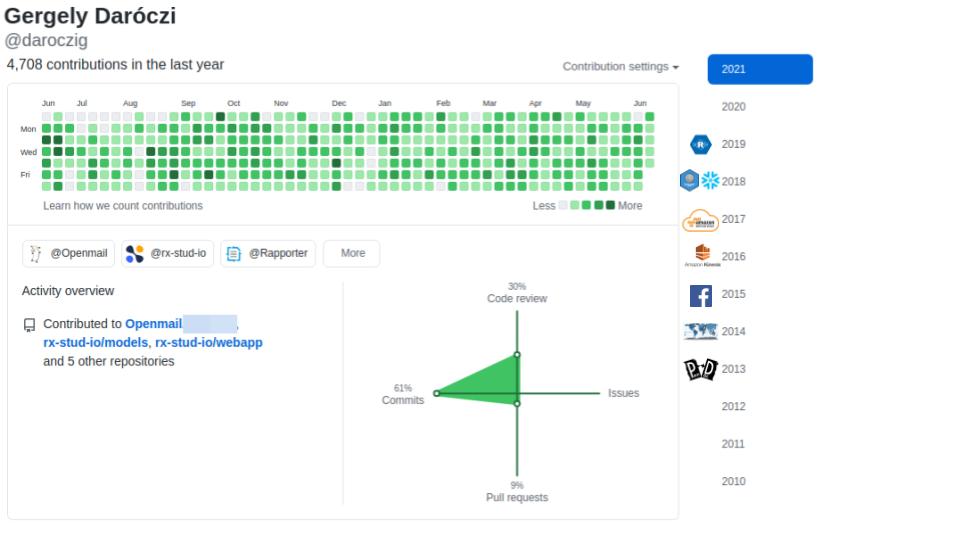 Gergely Daróczi
@daroczig
4,708 contributions in the last year
Contribution settings
Jun Jul Aug Sep Oct Nov Dec Jan Feb Mar Apr May Jun
Mon
Wed
Fri
Learn how we count contributions
Less More
@Openmail @rx-stud-io @Rapporter More
Activity overview
Contributed to Openmail ,
rx-stud-io/models, rx-stud-io/webapp
and 5 other repositories
30%
Code review
61%
Commits
Issues
9%
Pull requests
2021
2020
R 2019
2018
2017
Amazon Kinesis 2016
f 2015
2014
2013
2012
2011
2010